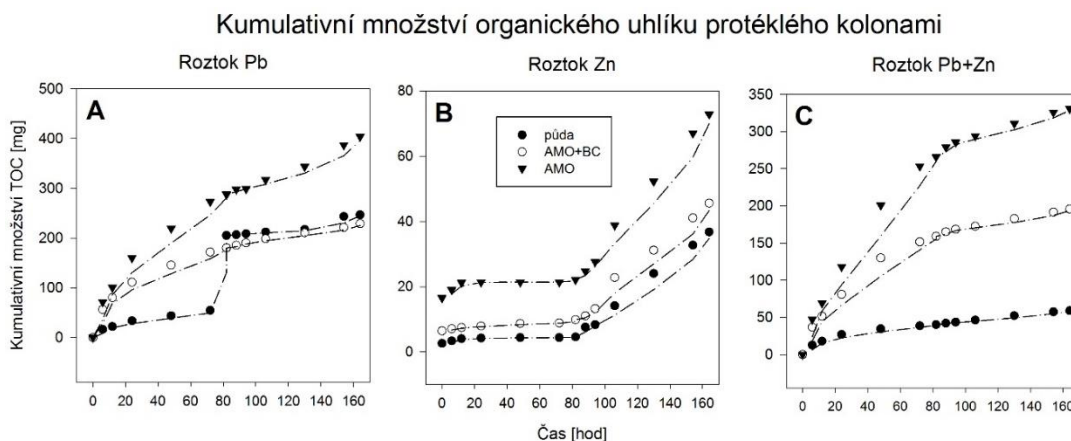 Kumulativní množství organického uhlíku protéklého kolonami
Roztok Pb
Roztok Zn
Roztok Pb+Zn
Kumulativní množství TOC [mg]
A
500
400
300
200
100
0
0 20 40 60 80 100 120 140 160
B
půda
AMO+BC
AMO
80
60
40
20
0
0 20 40 60 80 100 120 140 160
C
350
300
250
200
150
100
50
0
0 20 40 60 80 100 120 140 160
Čas [hod]